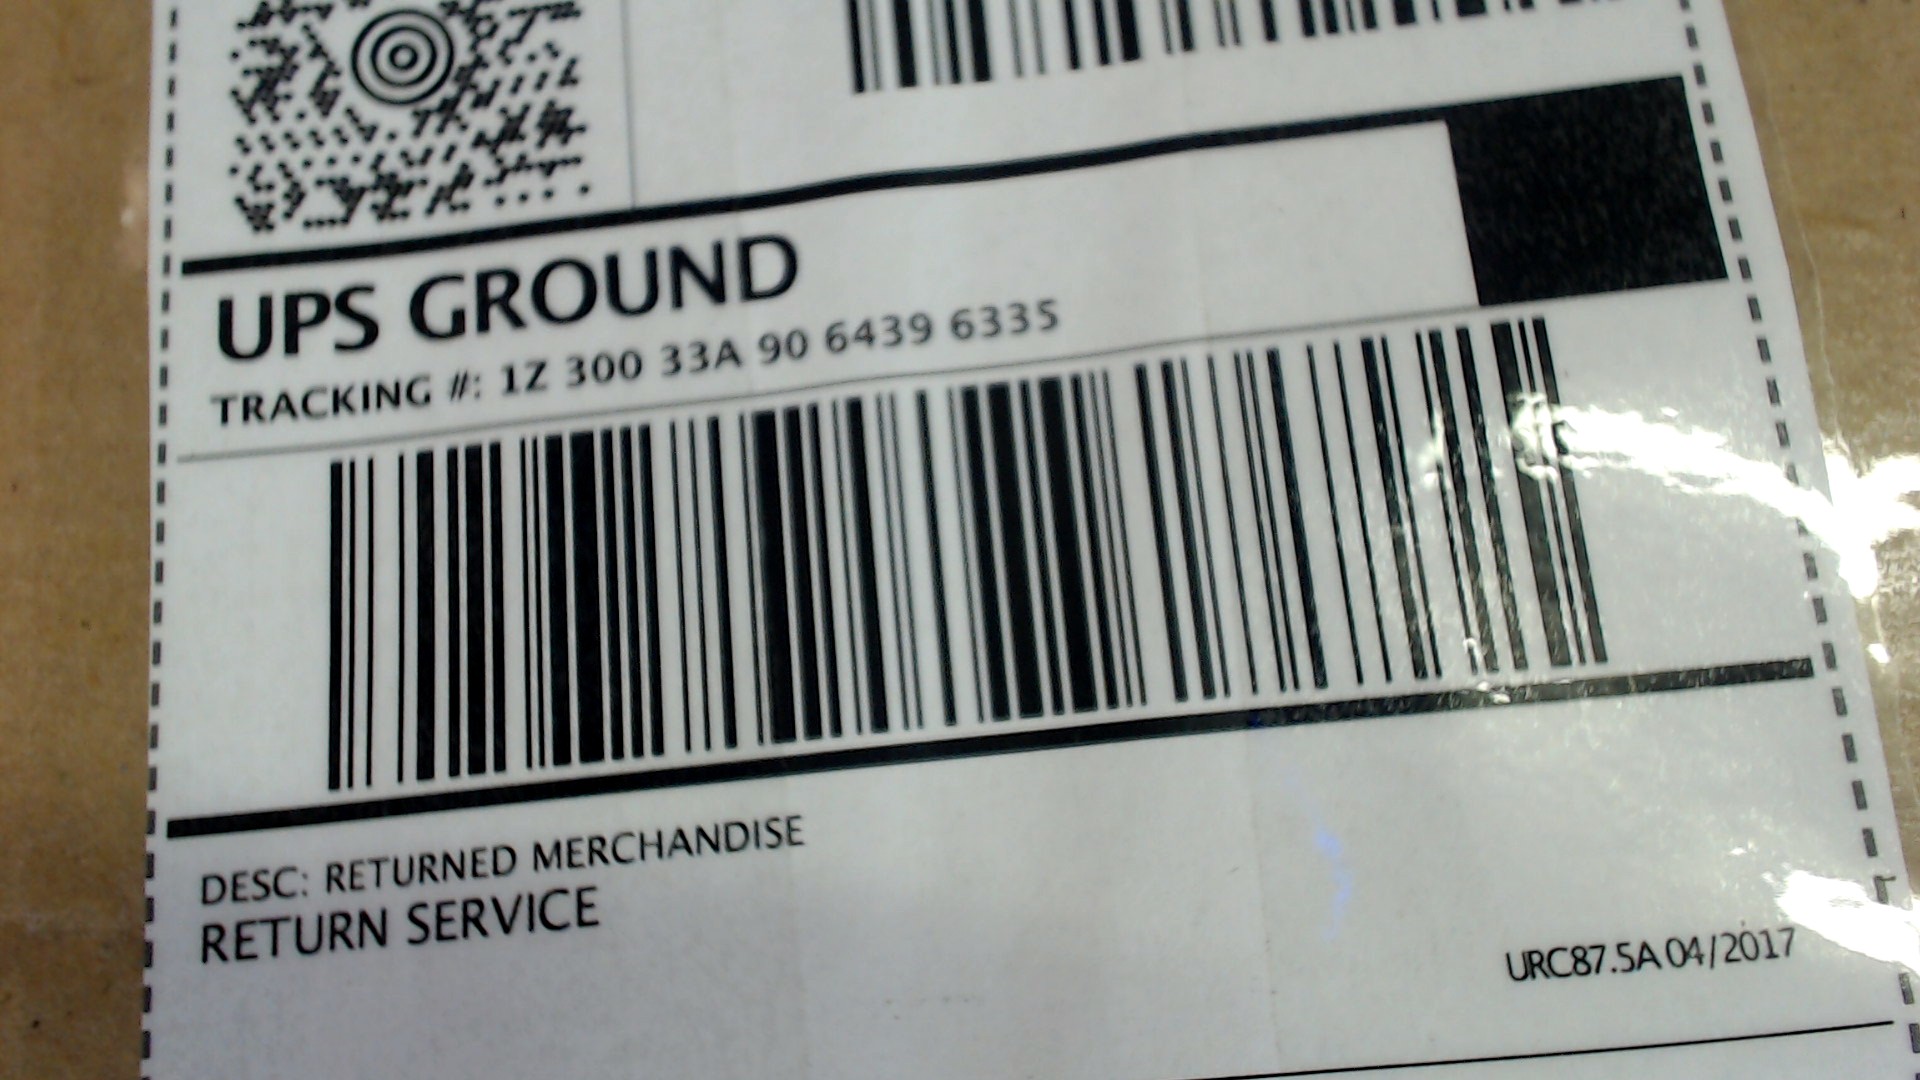 UPS GROUND
TRACKING #: 1Z 300 33A 90 6439 6335
DESC: RETURNED MERCHANDISE
RETURN SERVICE
URC87.5A 04/2017